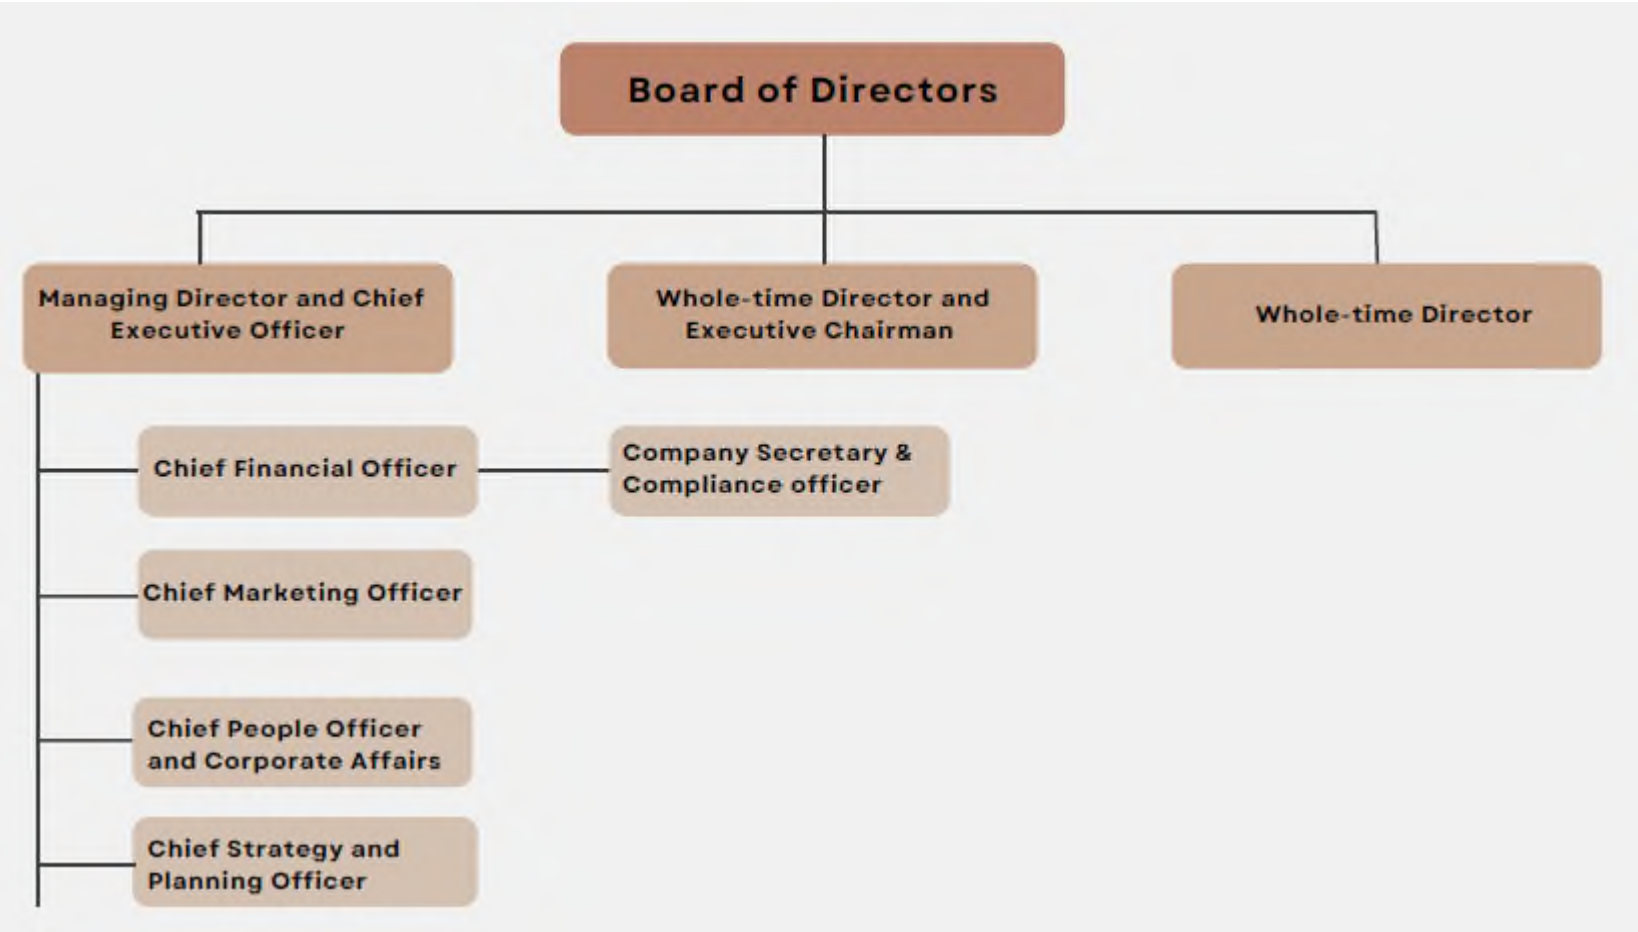 Board of Directors
Managing Director and Chief
Executive Officer
Whole-time Director and
Executive Chairman
Whole-time Director
Chief Financial Officer
Company Secretary &
Compliance officer
Chief Marketing Officer
Chief People Officer
and Corporate Affairs
Chief Strategy and
Planning Officer